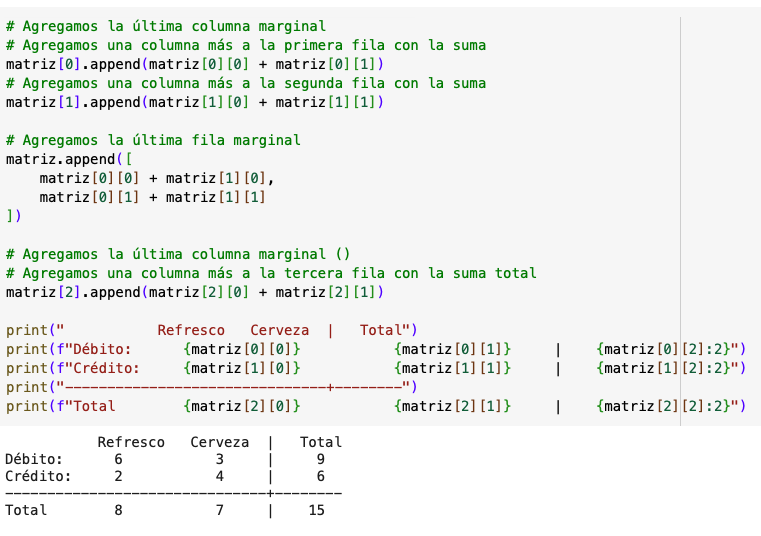 # Agregamos la última columna marginal
# Agregamos una columna más a la primera fila con la suma
matriz[0].append(matriz[0][0] + matriz[0][1])
# Agregamos una columna más a la segunda fila con la suma
matriz[1].append(matriz[1][0] + matriz[1][1])

# Agregamos la última fila marginal
matriz.append([
    matriz[0][0] + matriz[1][0],
    matriz[0][1] + matriz[1][1]
])

# Agregamos la última columna marginal ()
# Agregamos una columna más a la tercera fila con la suma total
matriz[2].append(matriz[2][0] + matriz[2][1])

print("           Refresco   Cerveza  |   Total")
print(f"Débito:      {matriz[0][0]}           {matriz[0][1]}     |    {matriz[0][2]:2}")
print(f"Crédito:     {matriz[1][0]}           {matriz[1][1]}     |    {matriz[1][2]:2}")
print("-------------------------------+--------")
print(f"Total        {matriz[2][0]}           {matriz[2][1]}     |    {matriz[2][2]:2}")

           Refresco   Cerveza  |   Total
Débito:      6           3     |     9
Crédito:     2           4     |     6
-------------------------------+--------
Total        8           7     |    15